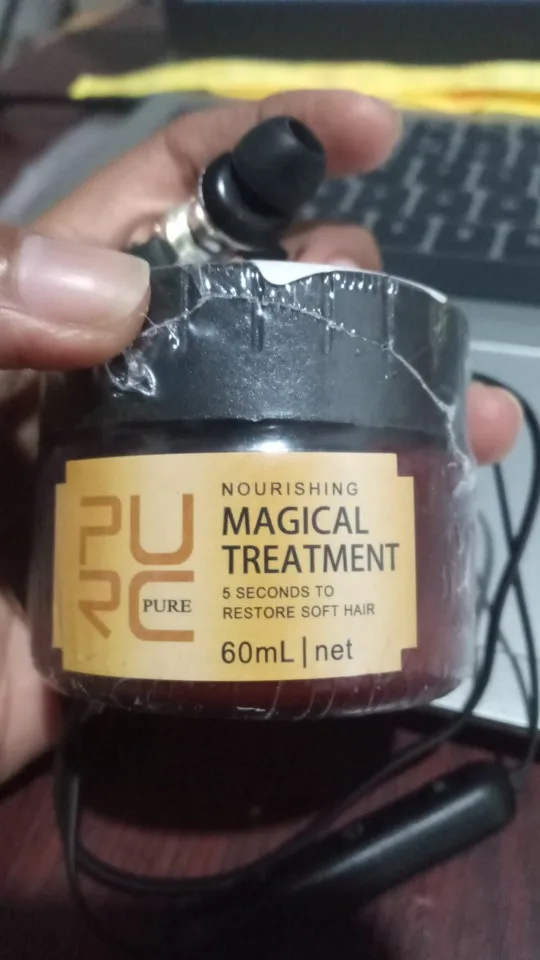 PURC
PURE
NOURISHING
MAGICAL
TREATMENT
5 SECONDS TO
RESTORE SOFT HAIR
60mL | net